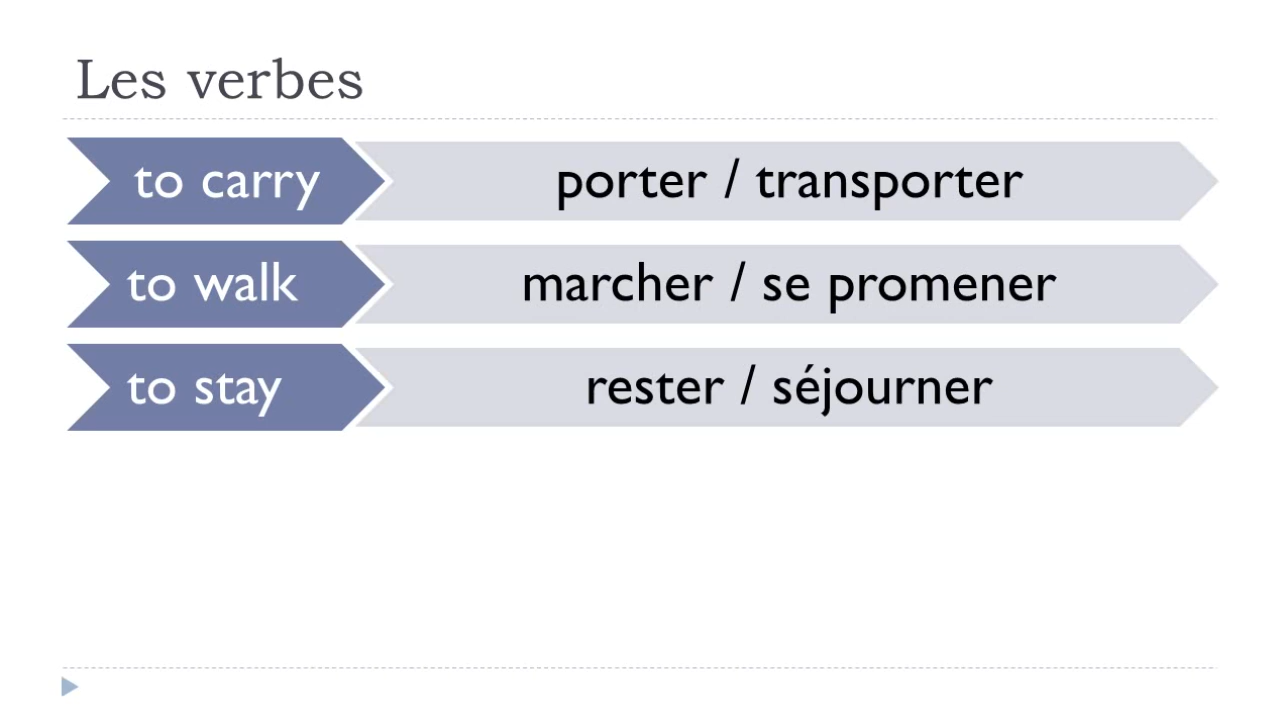 Les verbes
to carry
porter / transporter
to walk
marcher / se promener
to stay
rester / séjourner